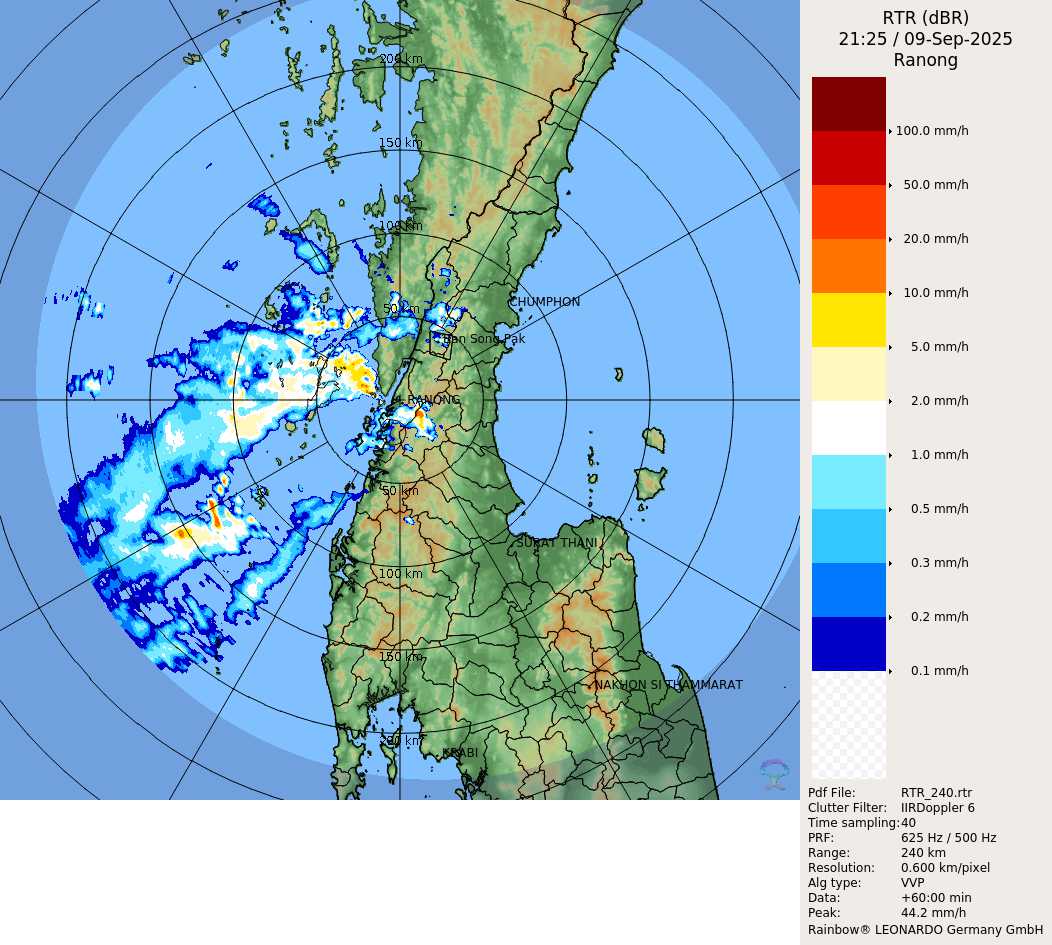 RTR (dBR)
21:25 / 09-Sep-2025
Ranong
200 km
150 km
100 km
50 km
CHUMPHON
Ban Song Pak
RANONG
50 km
SURAT THANI
100 km
150 km
NAKHON SI THAMMARAT
200 km
KRABI
100.0 mm/h
50.0 mm/h
20.0 mm/h
10.0 mm/h
5.0 mm/h
2.0 mm/h
1.0 mm/h
0.5 mm/h
0.3 mm/h
0.2 mm/h
0.1 mm/h
Pdf File: RTR_240.rtr
Clutter Filter: IIRDoppler 6
Time sampling:40
PRF: 625 Hz / 500 Hz
Range: 240 km
Resolution: 0.600 km/pixel
Alg type: VVP
Data: +60:00 min
Peak: 44.2 mm/h
Rainbow® LEONARDO Germany GmbH